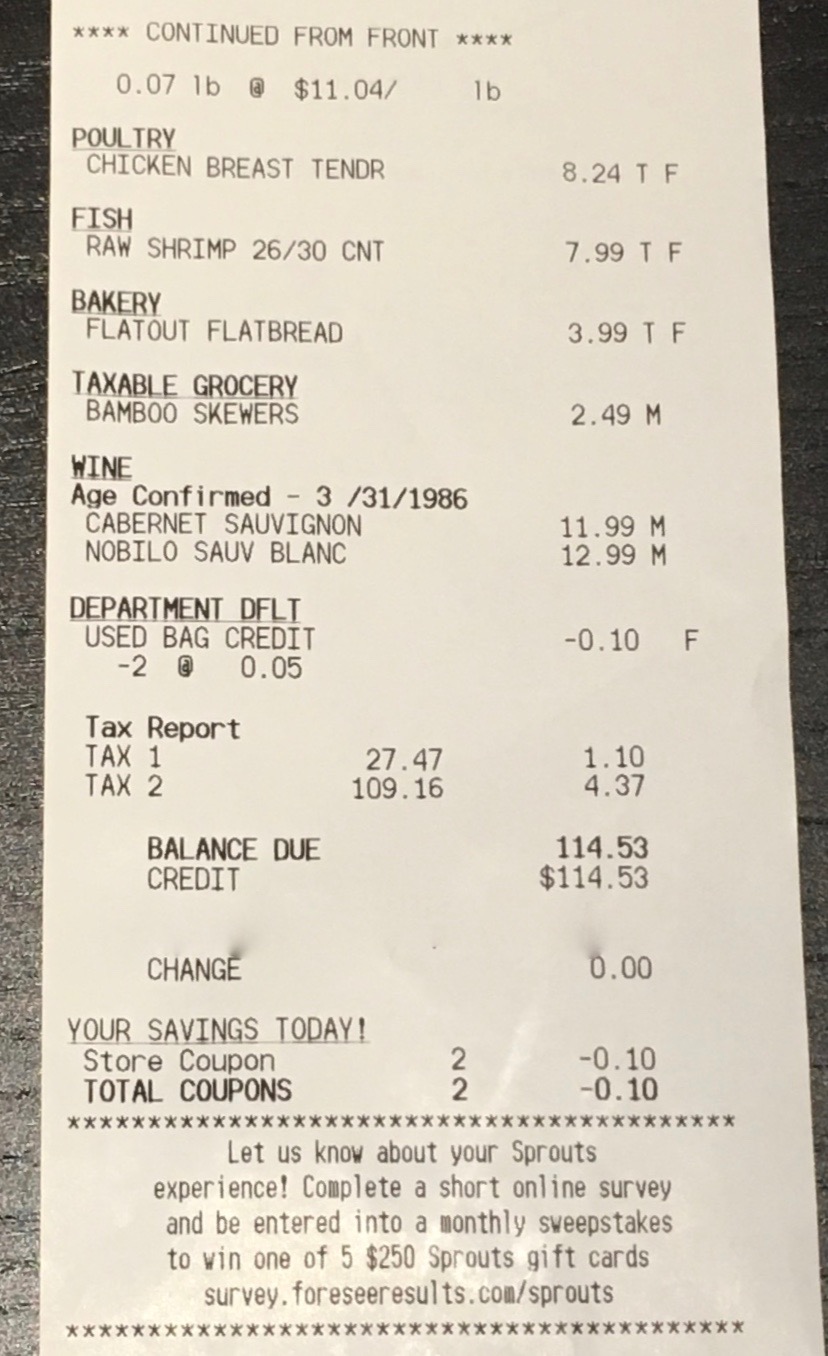 **** CONTINUED FROM FRONT ****
0.07 lb @ $11.04/ lb
POULTRY
CHICKEN BREAST TENDR 8.24 T F
FISH
RAW SHRIMP 26/30 CNT 7.99 T F
BAKERY
FLATOUT FLATBREAD 3.99 T F
TAXABLE GROCERY
BAMBOO SKEWERS 2.49 M
WINE
Age Confirmed - 3 /31/1986
CABERNET SAUVIGNON 11.99 M
NOBILO SAUV BLANC 12.99 M
DEPARTMENT DFLT
USED BAG CREDIT -0.10 F
-2 @ 0.05
Tax Report
TAX 1 27.47 1.10
TAX 2 109.16 4.37
BALANCE DUE 114.53
CREDIT $114.53
CHANGE 0.00
YOUR SAVINGS TODAY!
Store Coupon 2 -0.10
TOTAL COUPONS 2 -0.10
*****************************************
Let us know about your Sprouts
experience! Complete a short online survey
and be entered into a monthly sweepstakes
to win one of 5 $250 Sprouts gift cards
survey.foreseeresults.com/sprouts
*****************************************